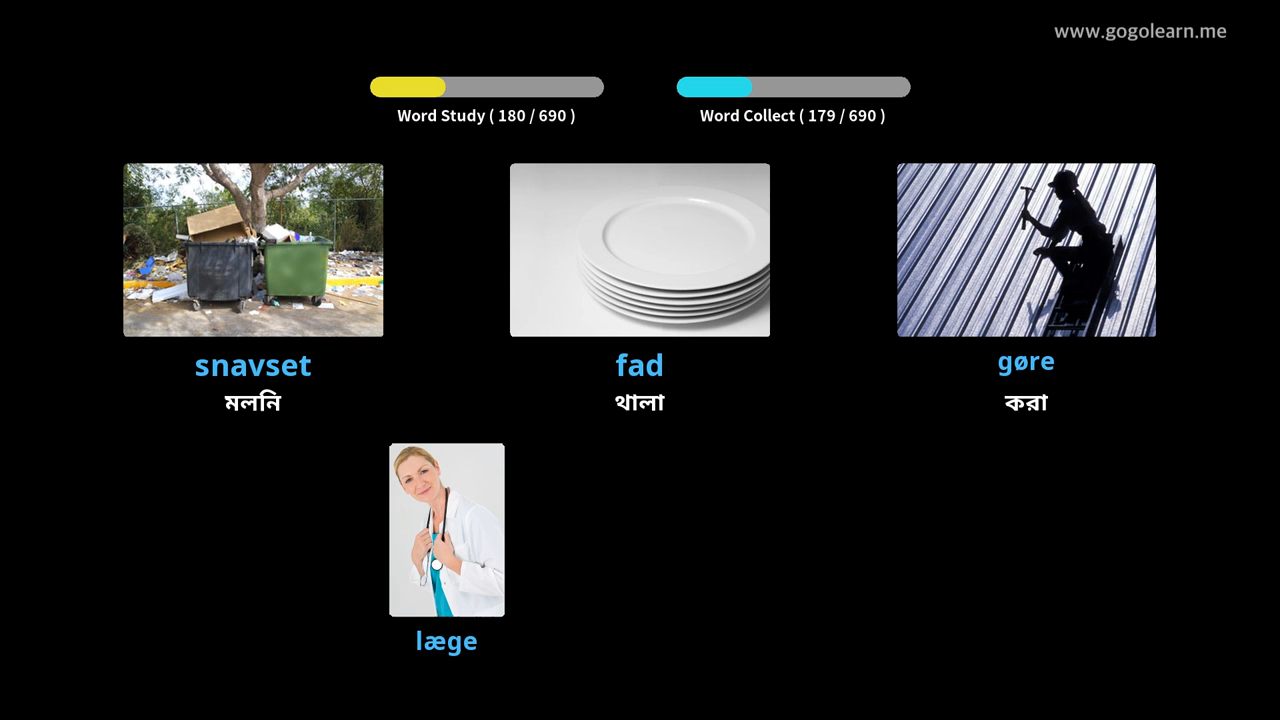 www.gogolearn.me
Word Study ( 180 / 690 )
Word Collect ( 179 / 690 )
snavset
fad
gøre
মলনি
থালা
করা
læge